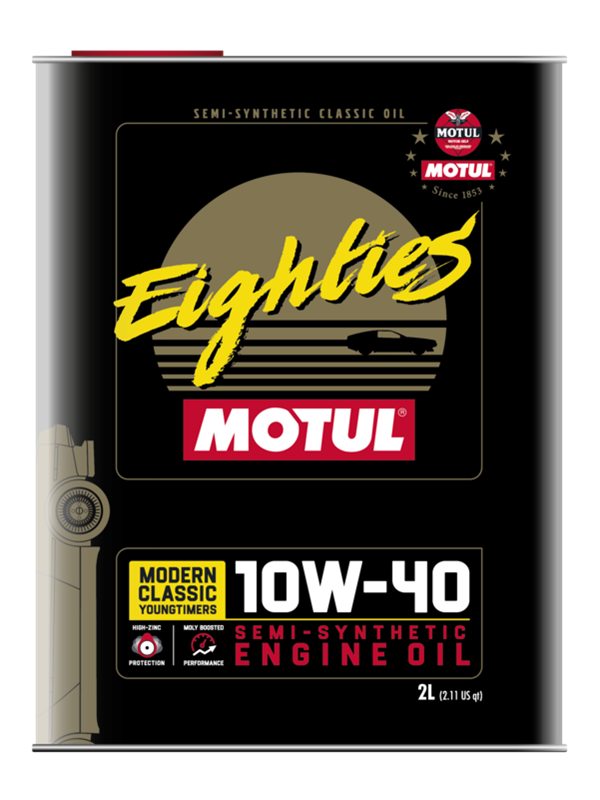 SEMI-SYNTHETIC CLASSIC OIL
MOTUL
MOTUL
Since 1853
Eighties
MOTUL®
MODERN
CLASSIC
YOUNGTIMERS
10W-40
HIGH-ZINC
PROTECTION
MOLY BOOSTED
PERFORMANCE
SEMI-SYNTHETIC
ENGINE OIL
2L (2.11 US qt)